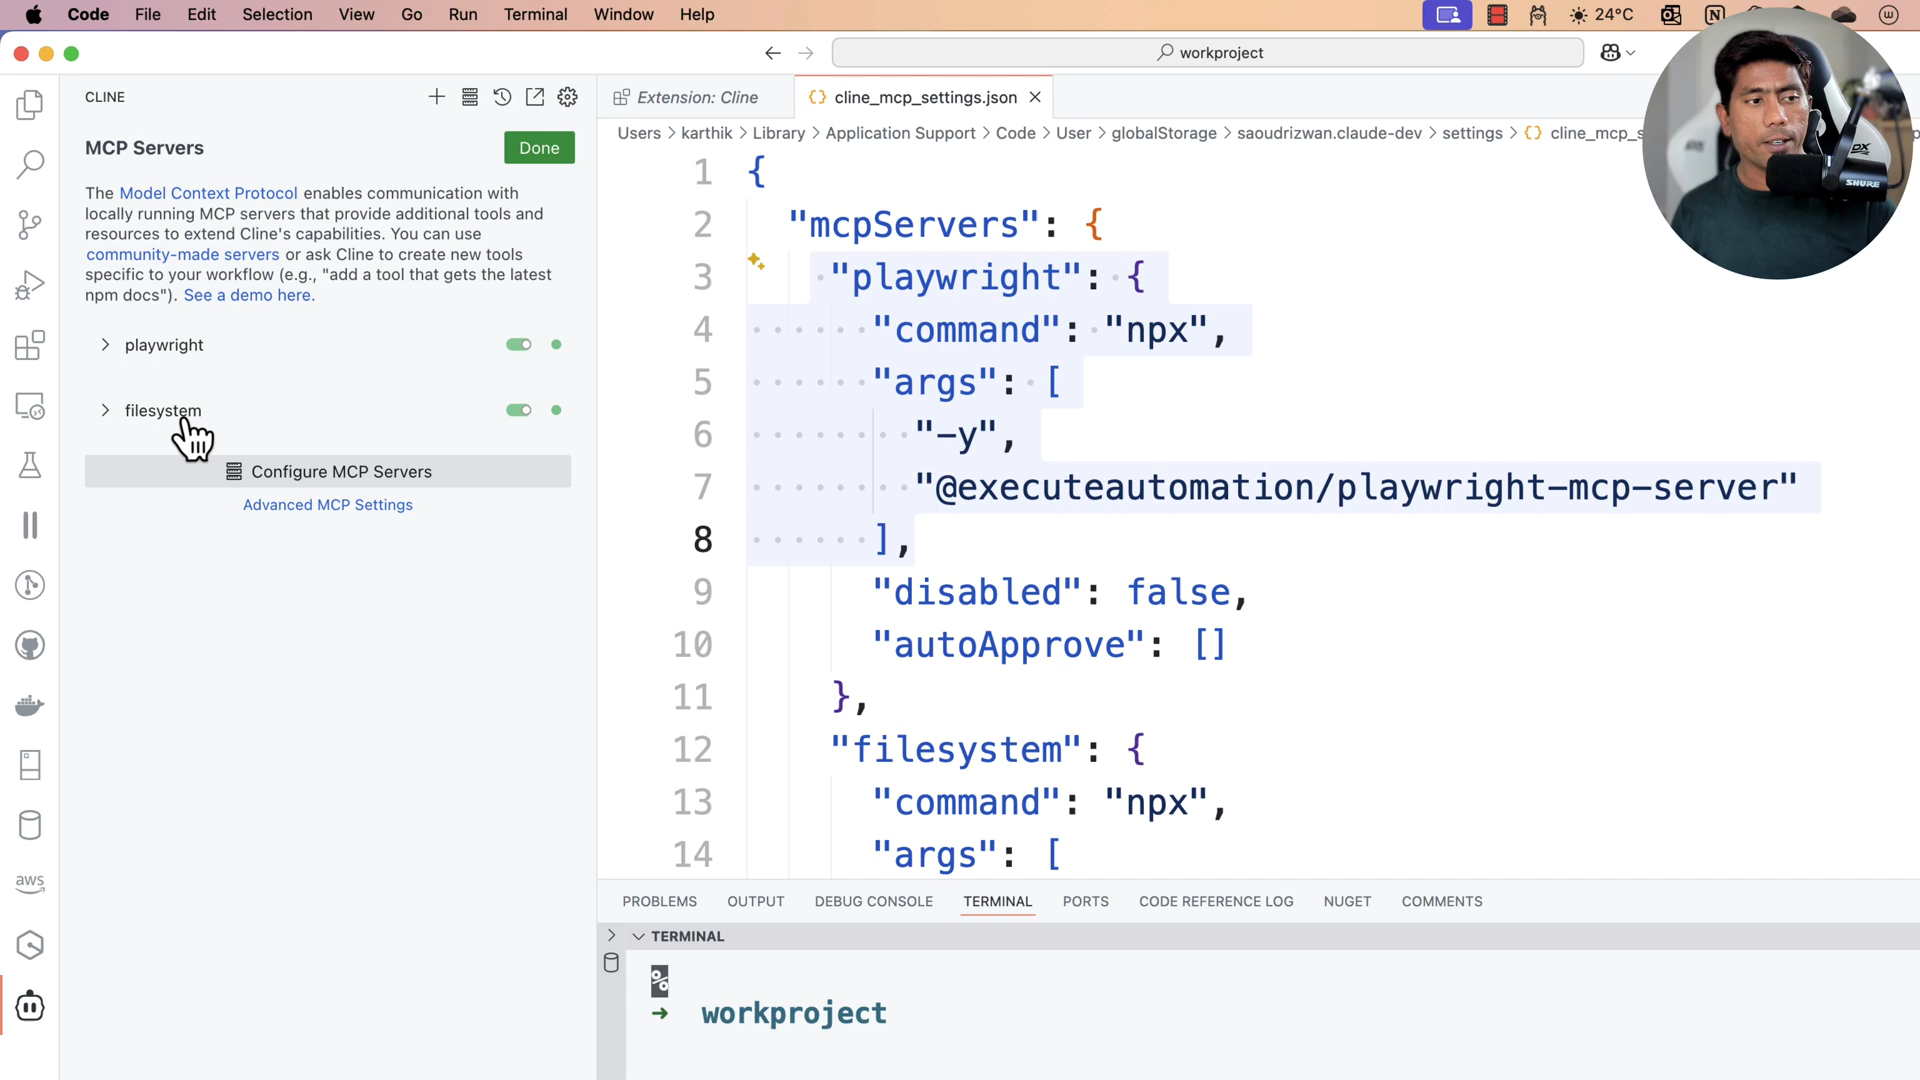 Code File Edit Selection View Go Run Terminal Window Help
24°C
workproject
CLINE
MCP Servers
Done
The Model Context Protocol enables communication with
locally running MCP servers that provide additional tools and
resources to extend Cline's capabilities. You can use
community-made servers or ask Cline to create new tools
specific to your workflow (e.g., "add a tool that gets the latest
npm docs"). See a demo here.
playwright
filesystem
Configure MCP Servers
Advanced MCP Settings
aws
Extension: Cline
{} cline_mcp_settings.json
Users > karthik > Library > Application Support > Code > User > globalStorage > saoudrizwan.claude-dev > settings > {} cline_mcp_s
1 {
2 "mcpServers": {
3 "playwright": {
4 "command": "npx",
5 "args": [
6 "-y",
7 "@executeautomation/playwright-mcp-server"
8 ],
9 "disabled": false,
10 "autoApprove": []
11 },
12 "filesystem": {
13 "command": "npx",
14 "args": [
PROBLEMS OUTPUT DEBUG CONSOLE TERMINAL PORTS CODE REFERENCE LOG NUGET COMMENTS
TERMINAL
%
→ workproject
SHURE